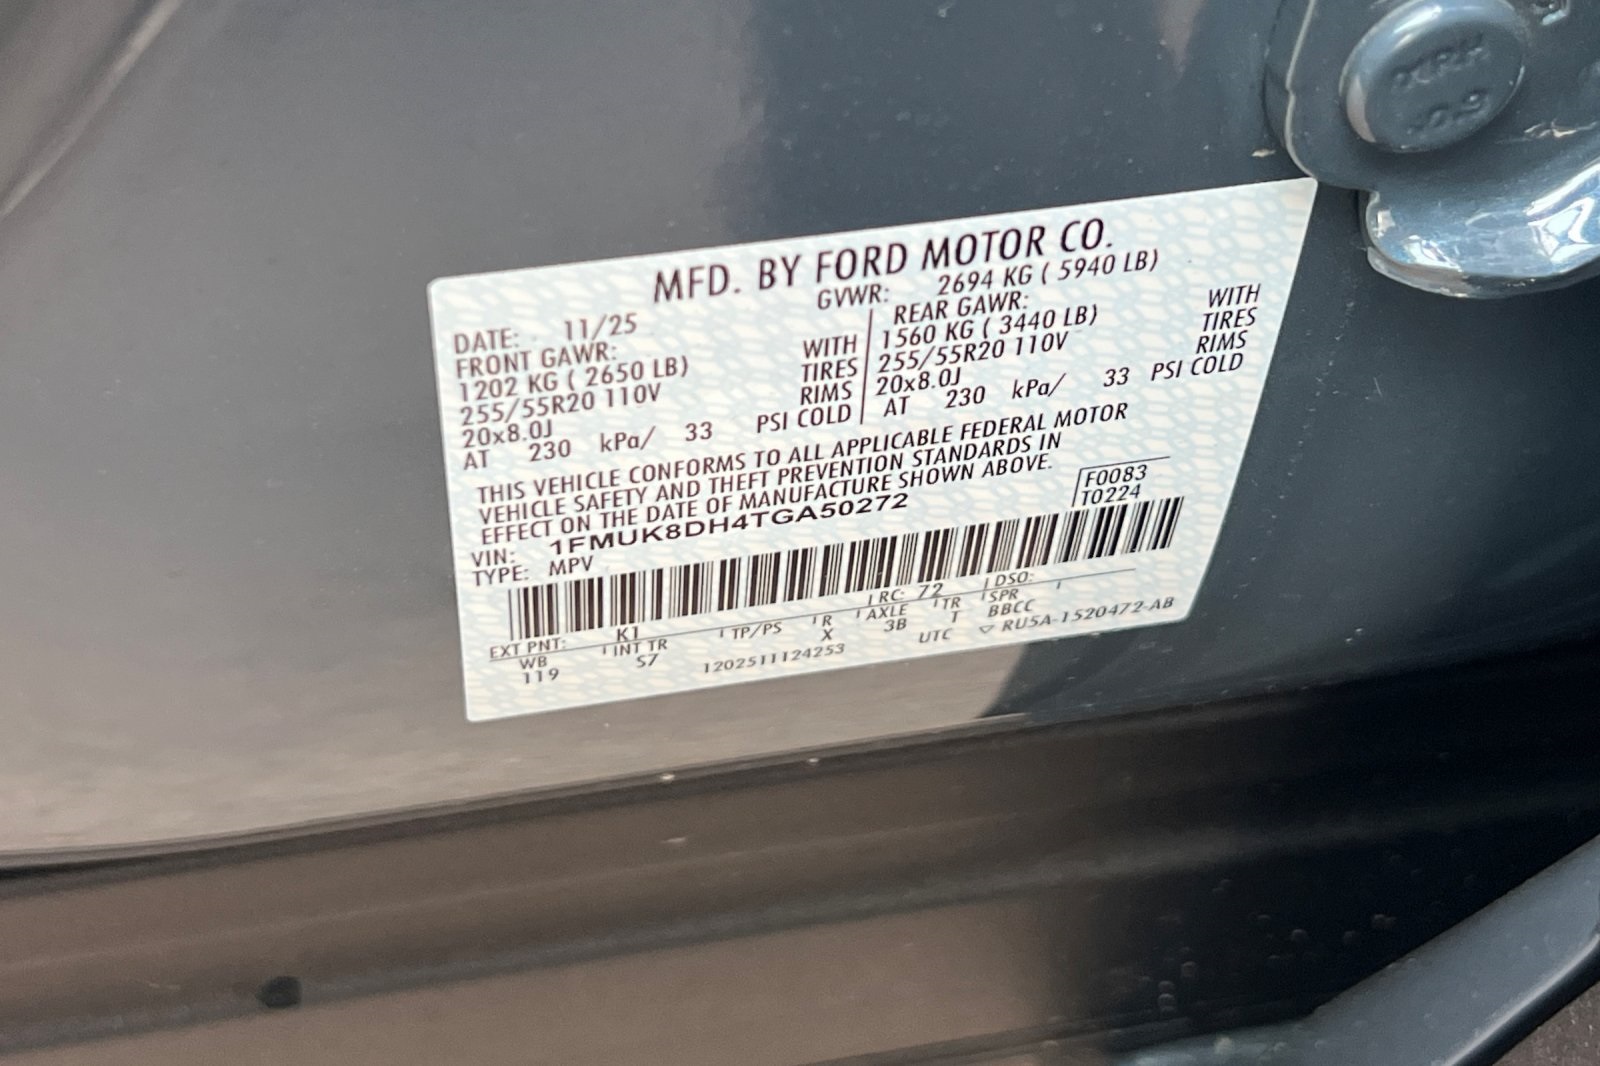 MFD. BY FORD MOTOR CO.
DATE: 11/25 GVWR: 2694 KG ( 5940 LB)
FRONT GAWR: WITH REAR GAWR: WITH
1202 KG ( 2650 LB) TIRES 1560 KG ( 3440 LB) TIRES
255/55R20 110V RIMS 255/55R20 110V RIMS
20x8.0J 20x8.0J
AT 230 kPa/ 33 PSI COLD AT 230 kPa/ 33 PSI COLD
THIS VEHICLE CONFORMS TO ALL APPLICABLE FEDERAL MOTOR
VEHICLE SAFETY AND THEFT PREVENTION STANDARDS IN
EFFECT ON THE DATE OF MANUFACTURE SHOWN ABOVE.
F0083
T0224
VIN: 1FMUK8DH4TGA50272
TYPE: MPV
EXT PNT: K1 RC: 72 DSO:
WB INT TR TP/PS R AXLE TR SPR
119 S7 X 3B T BBCC
1202511124253 UTC RU5A-1520472-AB